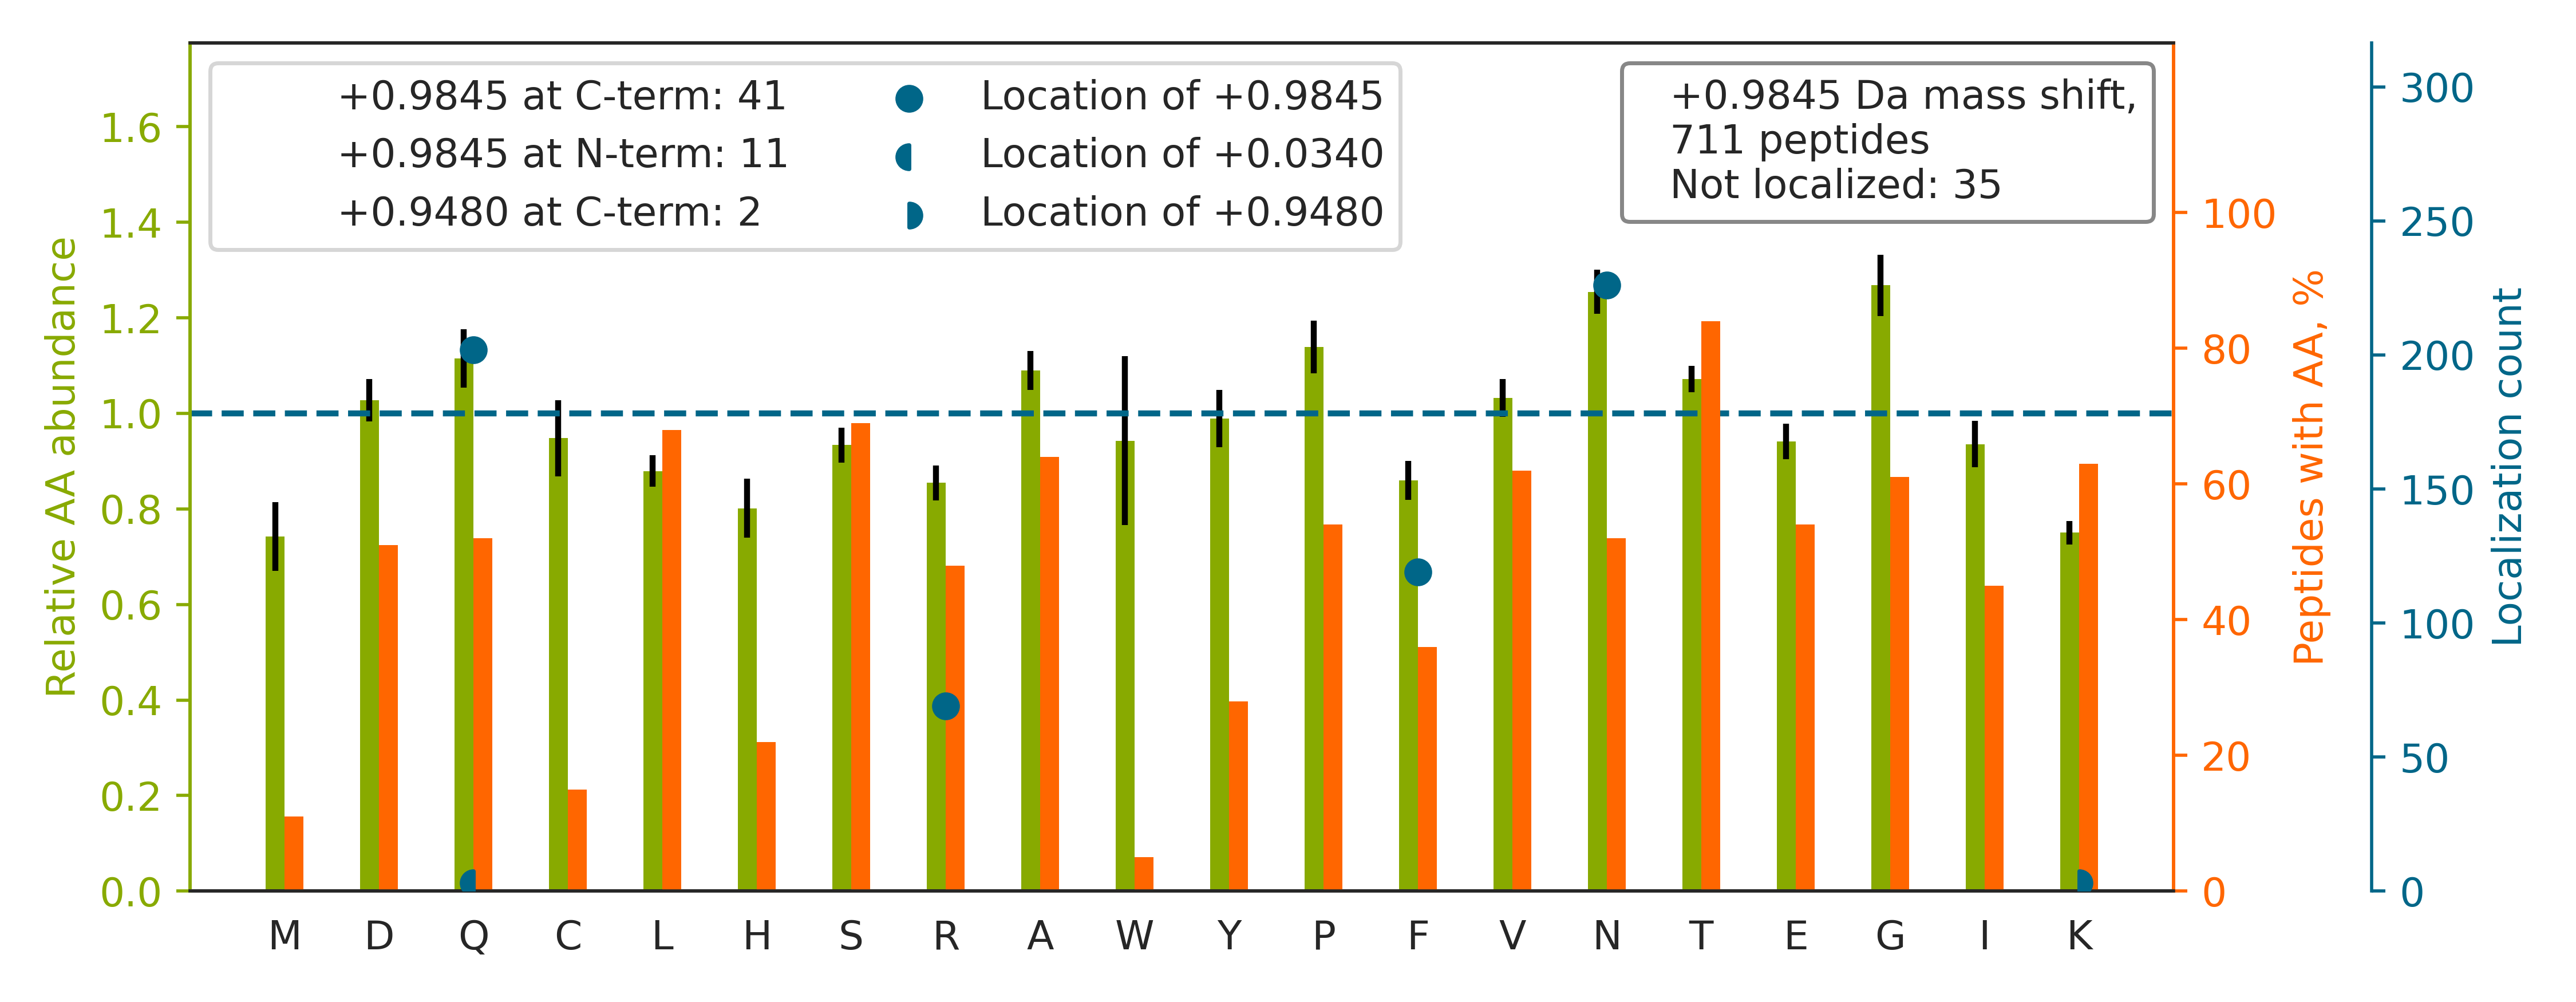 +0.9845 at C-term: 41
+0.9845 at N-term: 11
+0.9480 at C-term: 2
Location of +0.9845
Location of +0.0340
Location of +0.9480
+0.9845 Da mass shift,
711 peptides
Not localized: 35
Relative AA abundance
1.6
1.4
1.2
1.0
0.8
0.6
0.4
0.2
0.0
M D Q C L H S R A W Y P F V N T E G I K
100
80
60
40
20
0
Peptides with AA, %
300
250
200
150
100
50
0
Localization count